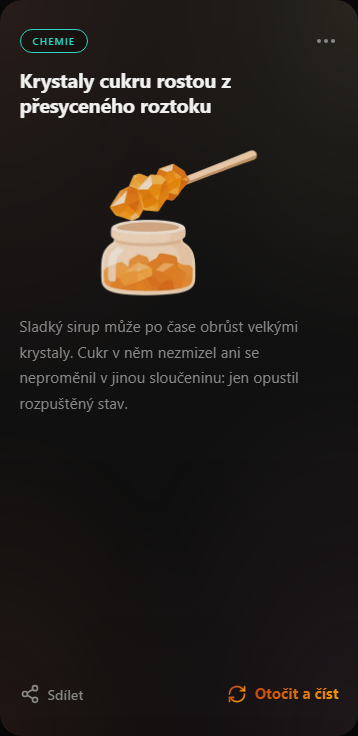 CHEMIE
Krystaly cukru rostou z
přesyceného roztoku
Sladký sirup může po čase obrůst velkými
krystaly. Cukr v něm nezmizel ani se
neproměnil v jinou sloučeninu: jen opustil
rozpuštěný stav.
Sdílet
Otočit a číst